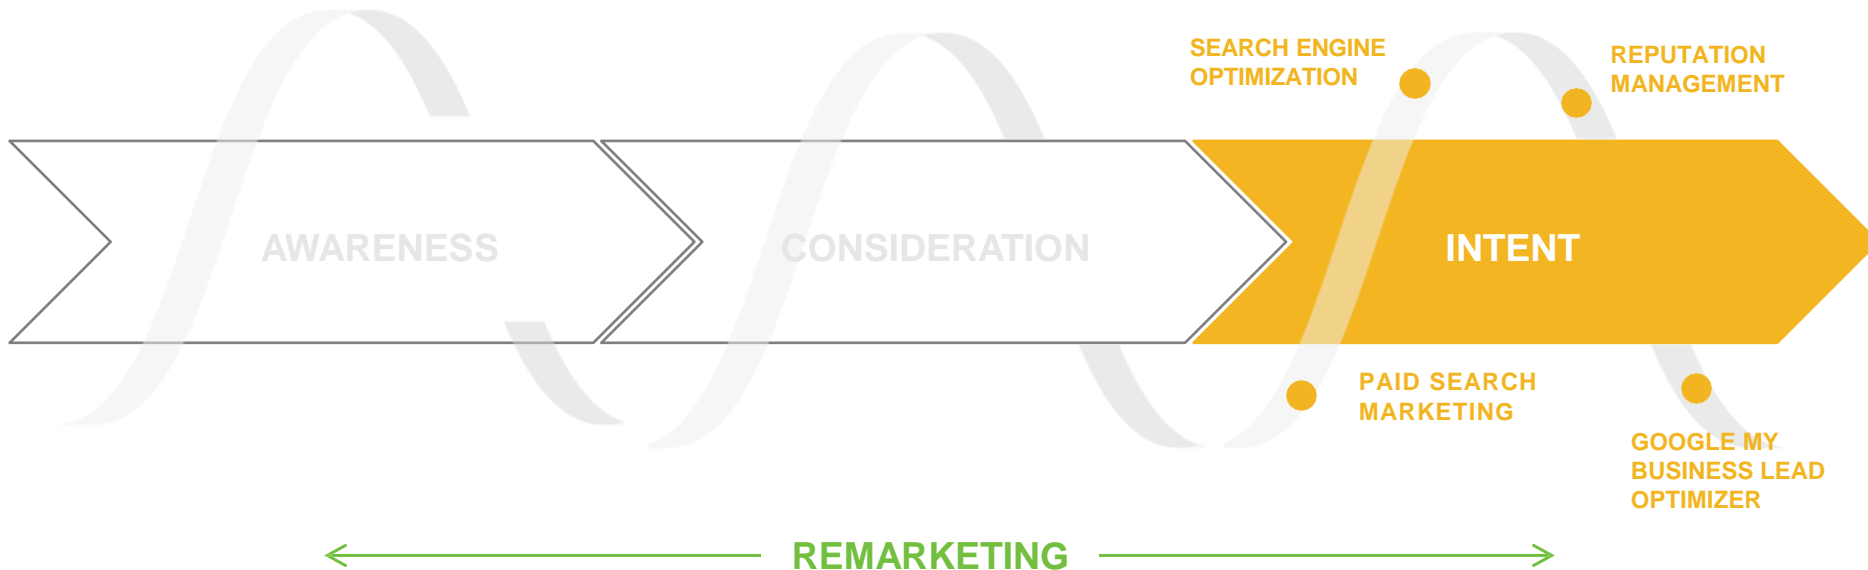 SEARCH ENGINE
OPTIMIZATION
REPUTATION
MANAGEMENT
AWARENESS
CONSIDERATION
INTENT
PAID SEARCH
MARKETING
GOOGLE MY
BUSINESS LEAD
OPTIMIZER
REMARKETING